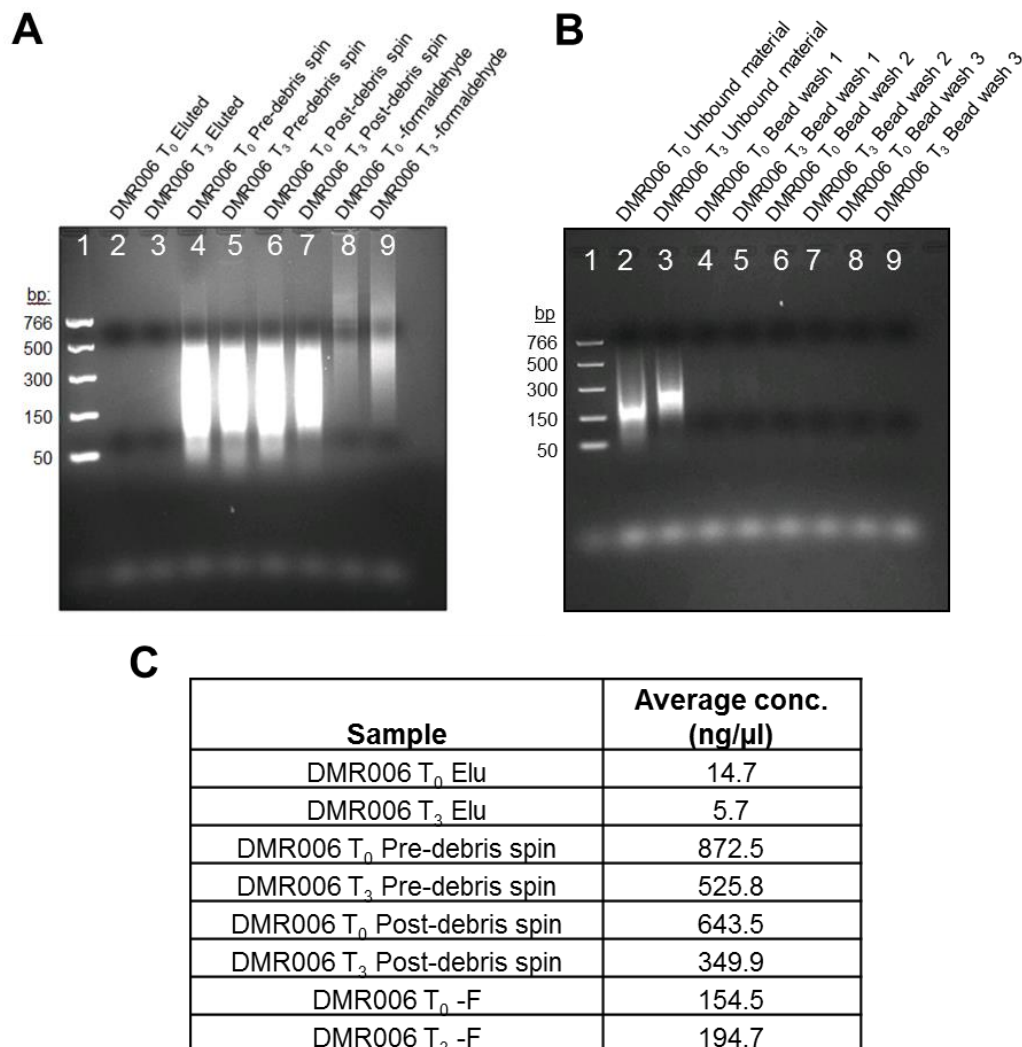 A
DMR006 T₀ Eluted
DMR006 T₃ Eluted
DMR006 T₀ Pre-debris spin
DMR006 T₃ Pre-debris spin
DMR006 T₀ Post-debris spin
DMR006 T₃ Post-debris spin
DMR006 T₀ -formaldehyde
DMR006 T₃ -formaldehyde
1 2 3 4 5 6 7 8 9
bp:
766
500
300
150
50
B
DMR006 T₀ Unbound material
DMR006 T₃ Unbound material
DMR006 T₀ Bead wash 1
DMR006 T₃ Bead wash 1
DMR006 T₀ Bead wash 2
DMR006 T₃ Bead wash 2
DMR006 T₀ Bead wash 3
DMR006 T₃ Bead wash 3
1 2 3 4 5 6 7 8 9
bp
766
500
300
150
50
C
Sample Average conc. (ng/µl)
DMR006 T₀ Elu 14.7
DMR006 T₃ Elu 5.7
DMR006 T₀ Pre-debris spin 872.5
DMR006 T₃ Pre-debris spin 525.8
DMR006 T₀ Post-debris spin 643.5
DMR006 T₃ Post-debris spin 349.9
DMR006 T₀ -F 154.5
DMR006 T₃ -F 194.7